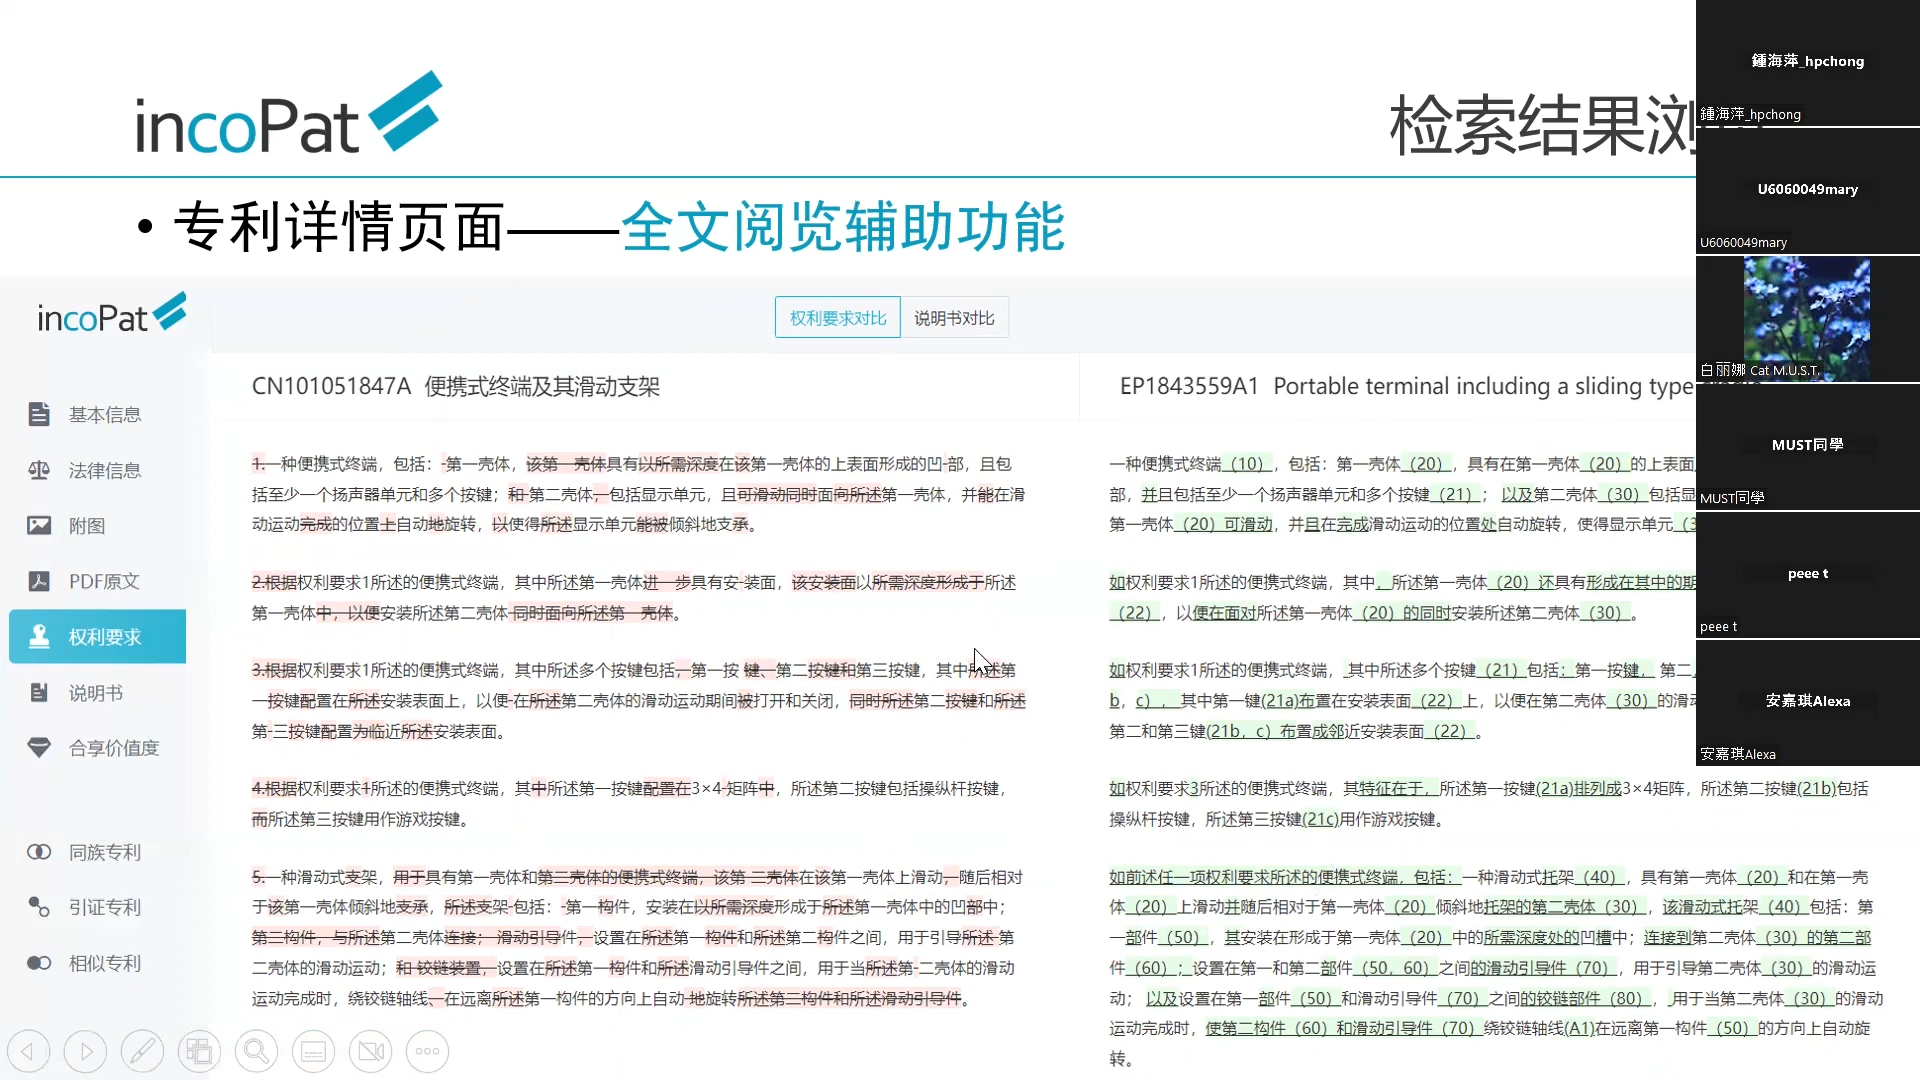 incoPat
检索结果浏
• 专利详情页面——全文阅览辅助功能
incoPat
权利要求对比
说明书对比
CN101051847A 便携式终端及其滑动支架
EP1843559A1 Portable terminal including a sliding type
基本信息
法律信息
附图
PDF原文
权利要求
说明书
合享价值度
同族专利
引证专利
相似专利
1.一种便携式终端，包括：-第一壳体，该第一壳体具有以所需深度在该第一壳体的上表面形成的凹-部，且包
括至少一个扬声器单元和多个按键；和-第二壳体，包括显示单元，且可滑动同时面向所述第一壳体，并能在滑
动运动完成的位置上自动地旋转，以使得所述显示单元能被倾斜地支承。
2.根据权利要求1所述的便携式终端，其中所述第一壳体进一步具有安-装面，该安装面以所需深度形成于所述
第一壳体中，以便安装所述第二壳体-同时面向所述第一壳体。
3.根据权利要求1所述的便携式终端，其中所述多个按键包括，第一按 键、第二按键和第三按键，其中所述第
一按键配置在所述安装表面上，以便-在所述第二壳体的滑动运动期间被打开和关闭，同时所述第二按键和所述
第-三按键配置为临近所述安装表面。
4.根据权利要求1所述的便携式终端，其中所述第一按键配置在3×4-矩阵中，所述第二按键包括操纵杆按键，
而所述第三按键用作游戏按键。
5.一种滑动式支架，用于具有第一壳体和第二壳体的便携式终端，该第-二壳体在该第一壳体上滑动，随后相对
于该第一壳体倾斜地支承，所述支架-包括：-第一构件，安装在以所需深度形成于所述第一壳体中的凹部中；
第二构件，与所述第二壳体连接； 滑动引导件，设置在所述第一构件和所述第二构件之间，用于引导所述-第
二壳体的滑动运动；和-铰链装置，设置在所述第一构件和所述滑动引导件之间，用于当所述第-二壳体的滑动
运动完成时，绕铰链轴线、在远离所述第一构件的方向上自动-地旋转所述第二构件和所述滑动引导件。
一种便携式终端（10），包括：第一壳体（20），具有在第一壳体（20）的上表面
部，并且包括至少一个扬声器单元和多个按键（21）； 以及第二壳体（30）包括显
第一壳体（20）可滑动，并且在完成滑动运动的位置处自动旋转，使得显示单元（3
如权利要求1所述的便携式终端，其中，所述第一壳体（20）还具有形成在其中的期
（22），以便在面对所述第一壳体（20）的同时安装所述第二壳体（30）。
如权利要求1所述的便携式终端， 其中所述多个按键（21）包括：第一按键， 第二
b，c）， 其中第一键(21a)布置在安装表面（22）上，以便在第二壳体（30）的滑动
第二和第三键(21b，c）布置成邻近安装表面（22）。
如权利要求3所述的便携式终端，其特征在于，所述第一按键(21a)排列成3×4矩阵，所述第二按键(21b)包括
操纵杆按键，所述第三按键(21c)用作游戏按键。
如前述任一项权利要求所述的便携式终端，包括：一种滑动式托架（40），具有第一壳体（20）和在第一壳
体（20）上滑动并随后相对于第一壳体（20）倾斜地托架的第二壳体（30），该滑动式托架（40）包括：第
一部件（50），其安装在形成于第一壳体（20）中的所需深度处的凹槽中；连接到第二壳体（30）的第二部
件（60）；设置在第一和第二部件（50，60）之间的滑动引导件（70），用于引导第二壳体（30）的滑动运
动； 以及设置在第一部件（50）和滑动引导件（70）之间的铰链部件（80），用于当第二壳体（30）的滑动
运动完成时，使第二构件（60）和滑动引导件（70）绕铰链轴线(A1)在远离第一构件（50）的方向上自动旋
转。
鍾海萍_hpchong
鍾海萍_hpchong
U6060049mary
U6060049mary
白丽娜 Cat M.U.S.T.
MUST同學
MUST同學
peee t
peee t
安嘉琪Alexa
安嘉琪Alexa